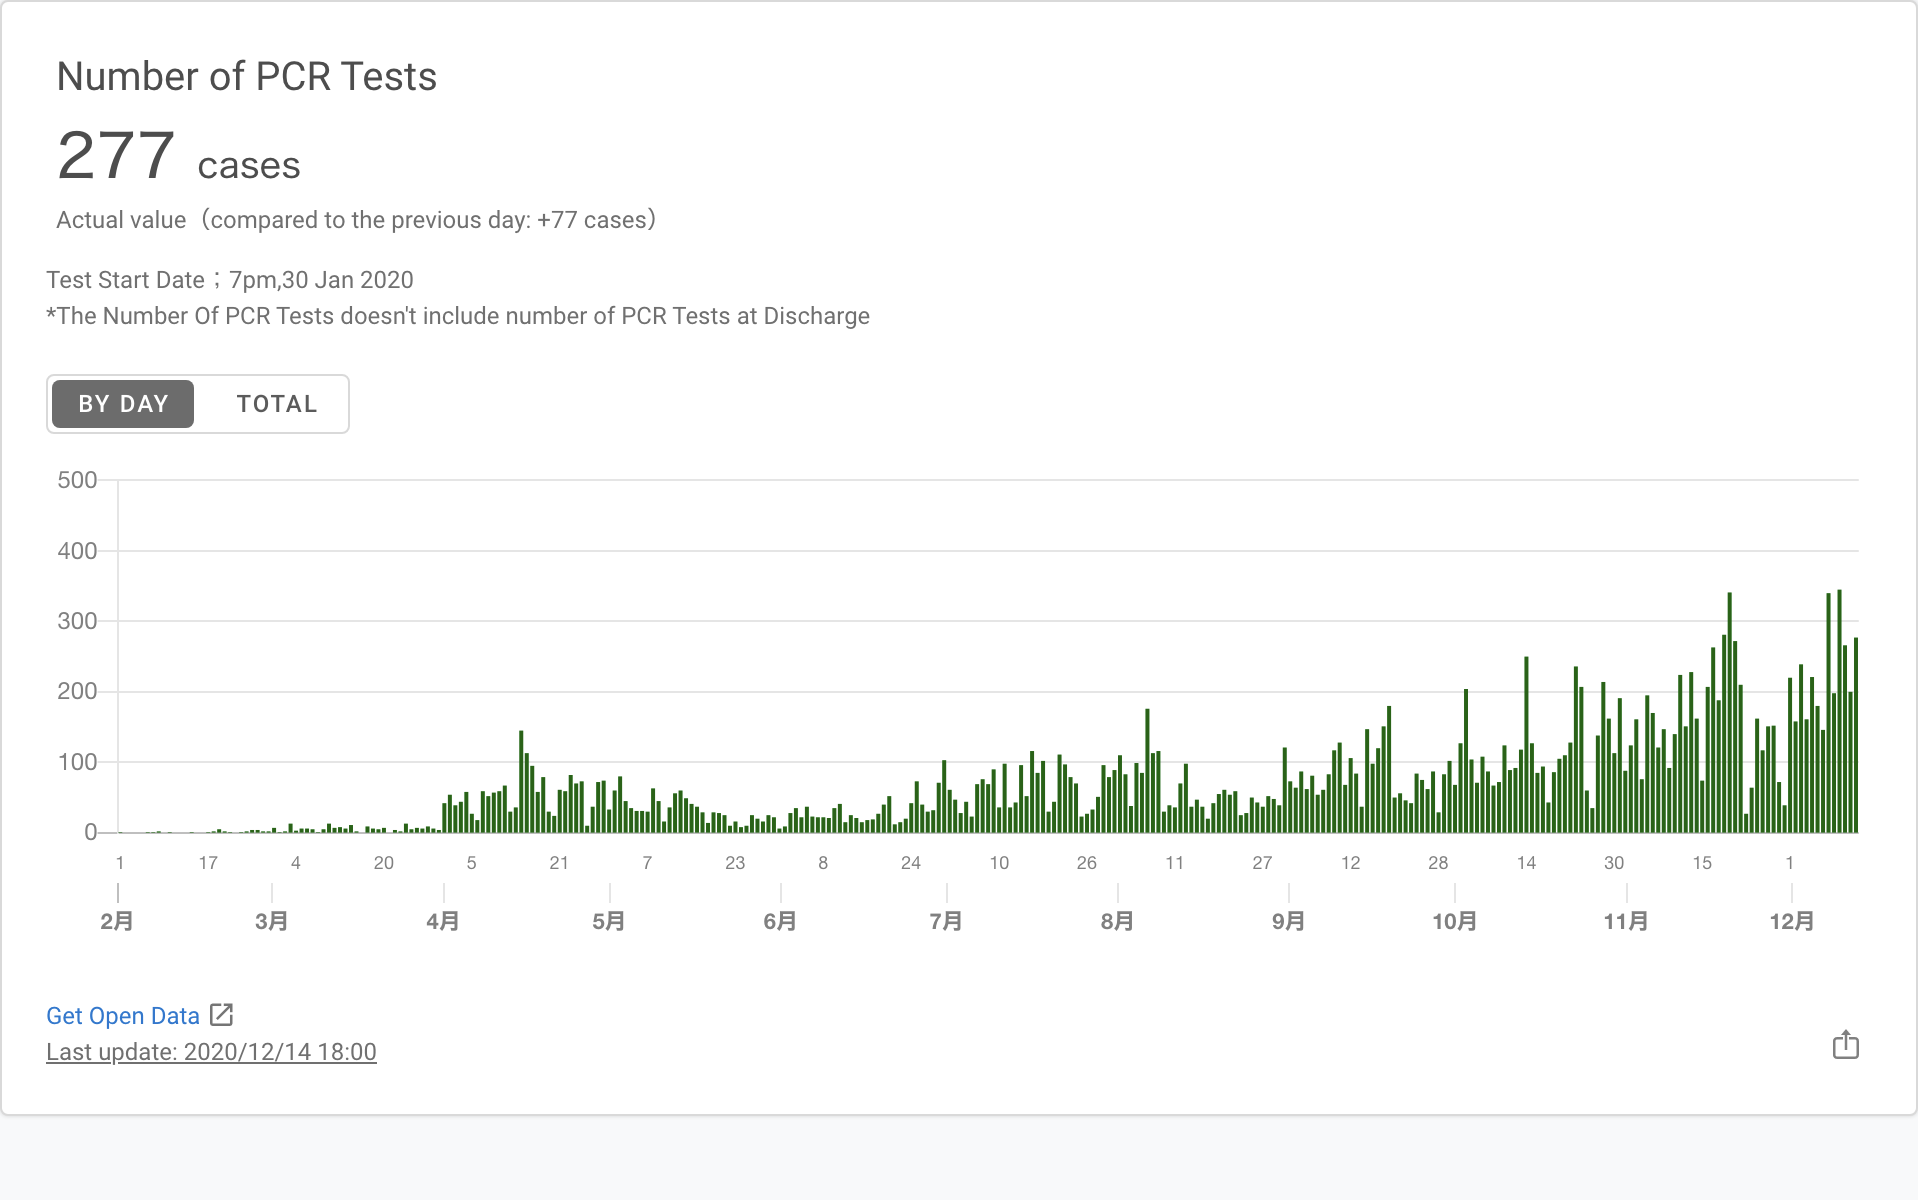 Number of PCR Tests
277 cases
Actual value（compared to the previous day: +77 cases）
Test Start Date；7pm,30 Jan 2020
*The Number Of PCR Tests doesn't include number of PCR Tests at Discharge
BY DAY TOTAL
500
400
300
200
100
0
1 17 4 20 5 21 7 23 8 24 10 26 11 27 12 28 14 30 15 1
2月 3月 4月 5月 6月 7月 8月 9月 10月 11月 12月
Get Open Data
Last update: 2020/12/14 18:00